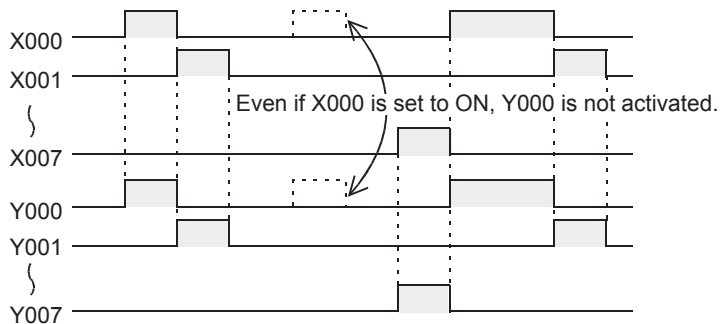 X000
X001
Even if X000 is set to ON, Y000 is not activated.
X007
Y000
Y001
Y007